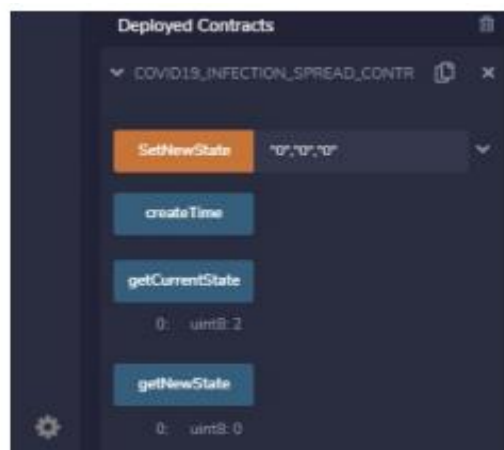 Deployed Contracts
COVID19_INFECTION_SPREAD_CONTR
SetNewState "0","0","0"
createTime
getCurrentState
0: uint8: 2
getNewState
0: uint8: 0